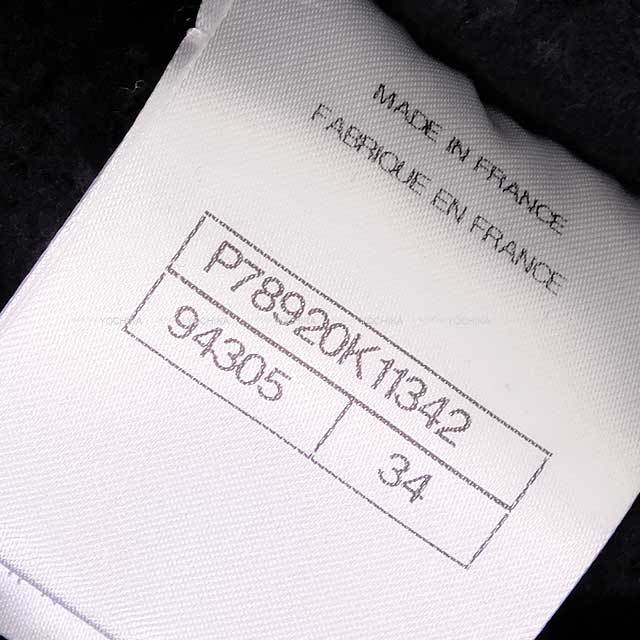 MADE IN FRANCE
FABRIQUE EN FRANCE
P78920K11342
94305 34